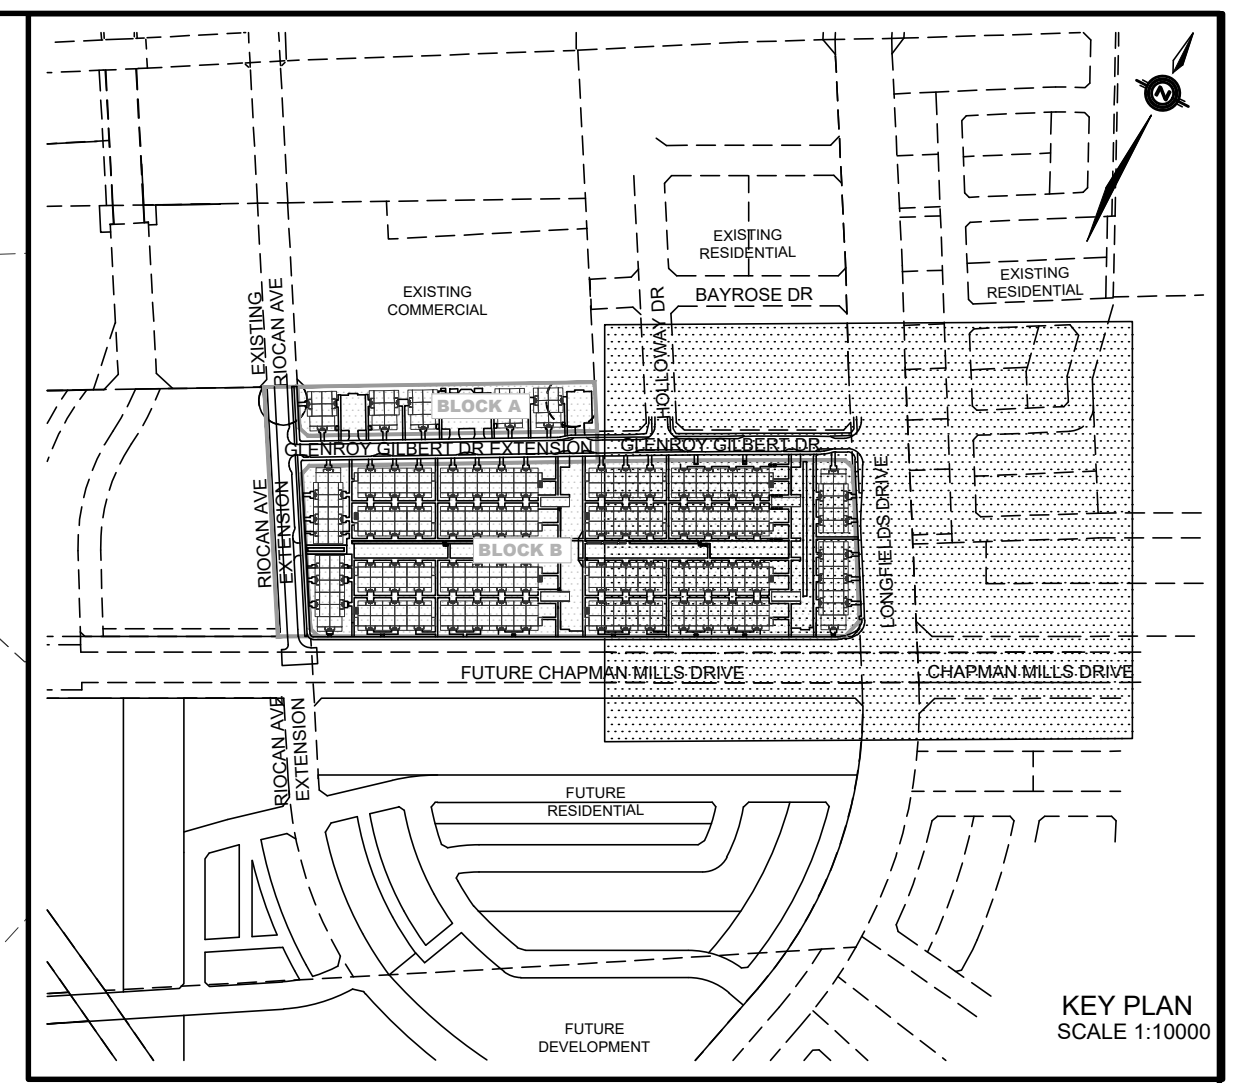 N
EXISTING
RESIDENTIAL
EXISTING
RESIDENTIAL
EXISTING
COMMERCIAL
BAYROSE DR
EXISTING
RIOCAN AVE
HOLLOWAY DR
BLOCK A
GLENROY GILBERT DR EXTENSION
GLENROY GILBERT DR
RIOCAN AVE
EXTENSION
BLOCK B
LONGFIELDS DRIVE
FUTURE CHAPMAN MILLS DRIVE
CHAPMAN MILLS DRIVE
RIOCAN AVE
EXTENSION
FUTURE
RESIDENTIAL
KEY PLAN
SCALE 1:10000
FUTURE
DEVELOPMENT